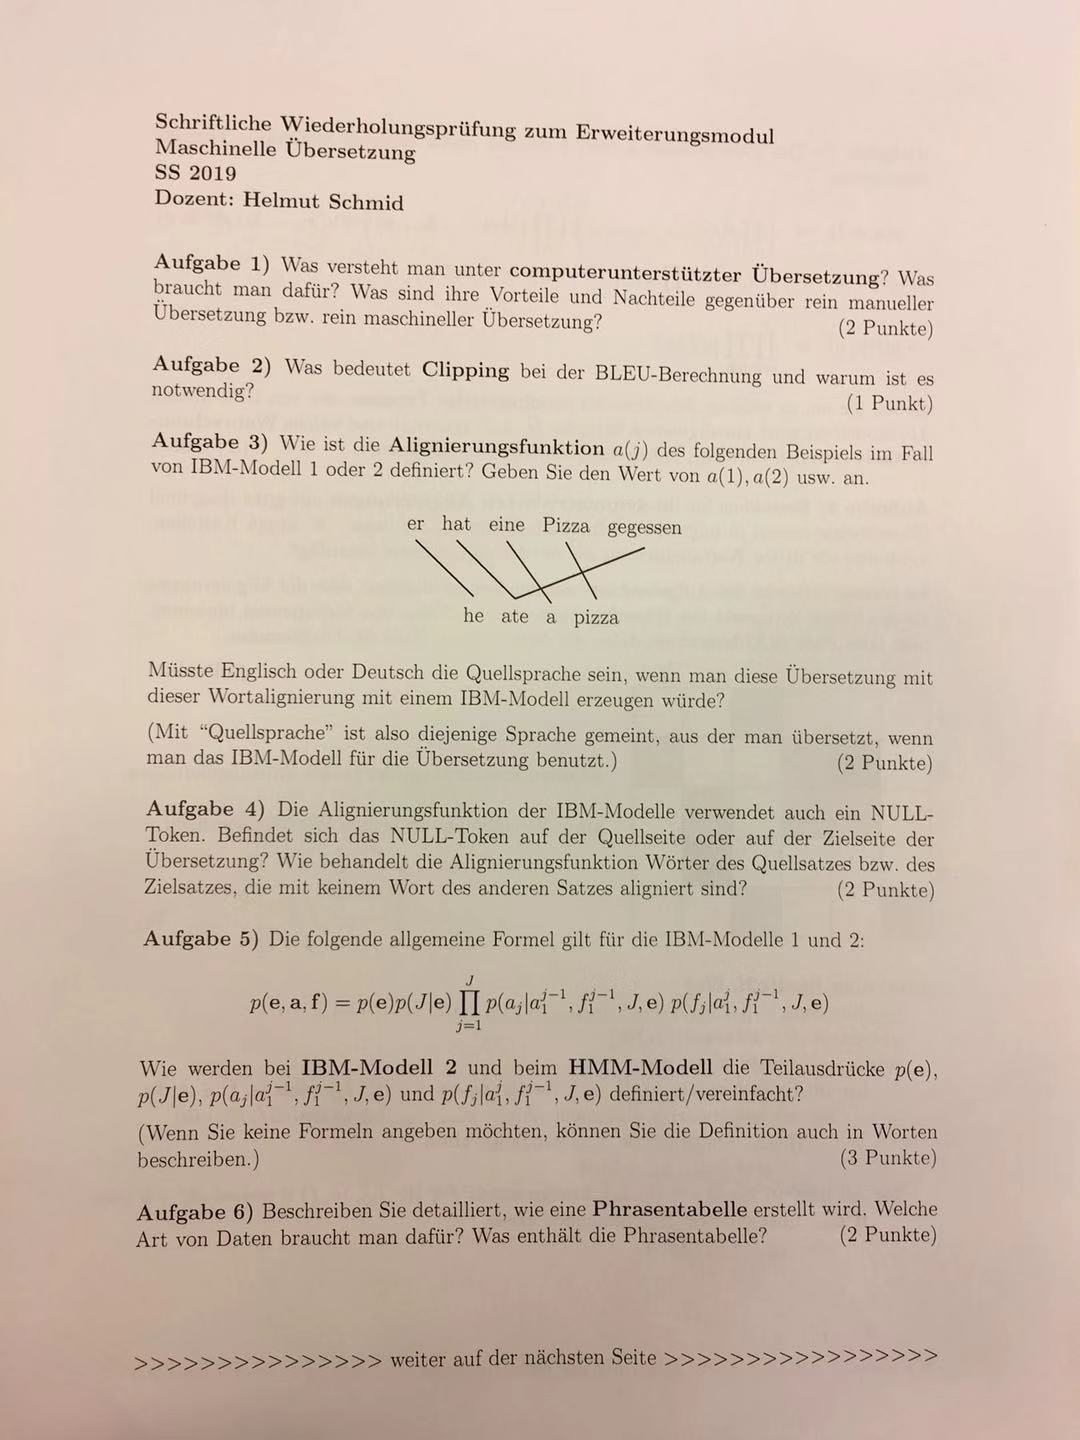 Schriftliche Wiederholungsprüfung zum Erweiterungsmodul
Maschinelle Übersetzung
SS 2019
Dozent: Helmut Schmid
Aufgabe 1) Was versteht man unter computerunterstützter Übersetzung? Was
braucht man dafür? Was sind ihre Vorteile und Nachteile gegenüber rein manueller
Übersetzung bzw. rein maschineller Übersetzung? (2 Punkte)
Aufgabe 2) Was bedeutet Clipping bei der BLEU-Berechnung und warum ist es
notwendig? (1 Punkt)
Aufgabe 3) Wie ist die Alignierungsfunktion a(j) des folgenden Beispiels im Fall
von IBM-Modell 1 oder 2 definiert? Geben Sie den Wert von a(1), a(2) usw. an.
er hat eine Pizza gegessen
he ate a pizza
Müsste Englisch oder Deutsch die Quellsprache sein, wenn man diese Übersetzung mit
dieser Wortalignierung mit einem IBM-Modell erzeugen würde?
(Mit “Quellsprache” ist also diejenige Sprache gemeint, aus der man übersetzt, wenn
man das IBM-Modell für die Übersetzung benutzt.) (2 Punkte)
Aufgabe 4) Die Alignierungsfunktion der IBM-Modelle verwendet auch ein NULL-
Token. Befindet sich das NULL-Token auf der Quellseite oder auf der Zielseite der
Übersetzung? Wie behandelt die Alignierungsfunktion Wörter des Quellsatzes bzw. des
Zielsatzes, die mit keinem Wort des anderen Satzes aligniert sind? (2 Punkte)
Aufgabe 5) Die folgende allgemeine Formel gilt für die IBM-Modelle 1 und 2:
p(e, a, f) = p(e)p(J|e) ∏_{j=1}^{J} p(a_j|a_1^{j−1}, f_1^{j−1}, J, e) p(f_j|a_1^j, f_1^{j−1}, J, e)
Wie werden bei IBM-Modell 2 und beim HMM-Modell die Teilausdrücke p(e),
p(J|e), p(a_j|a_1^{j−1}, f_1^{j−1}, J, e) und p(f_j|a_1^j, f_1^{j−1}, J, e) definiert/vereinfacht?
(Wenn Sie keine Formeln angeben möchten, können Sie die Definition auch in Worten
beschreiben.) (3 Punkte)
Aufgabe 6) Beschreiben Sie detailliert, wie eine Phrasentabelle erstellt wird. Welche
Art von Daten braucht man dafür? Was enthält die Phrasentabelle? (2 Punkte)
>>>>>>>>>>>>>>> weiter auf der nächsten Seite >>>>>>>>>>>>>>>>>